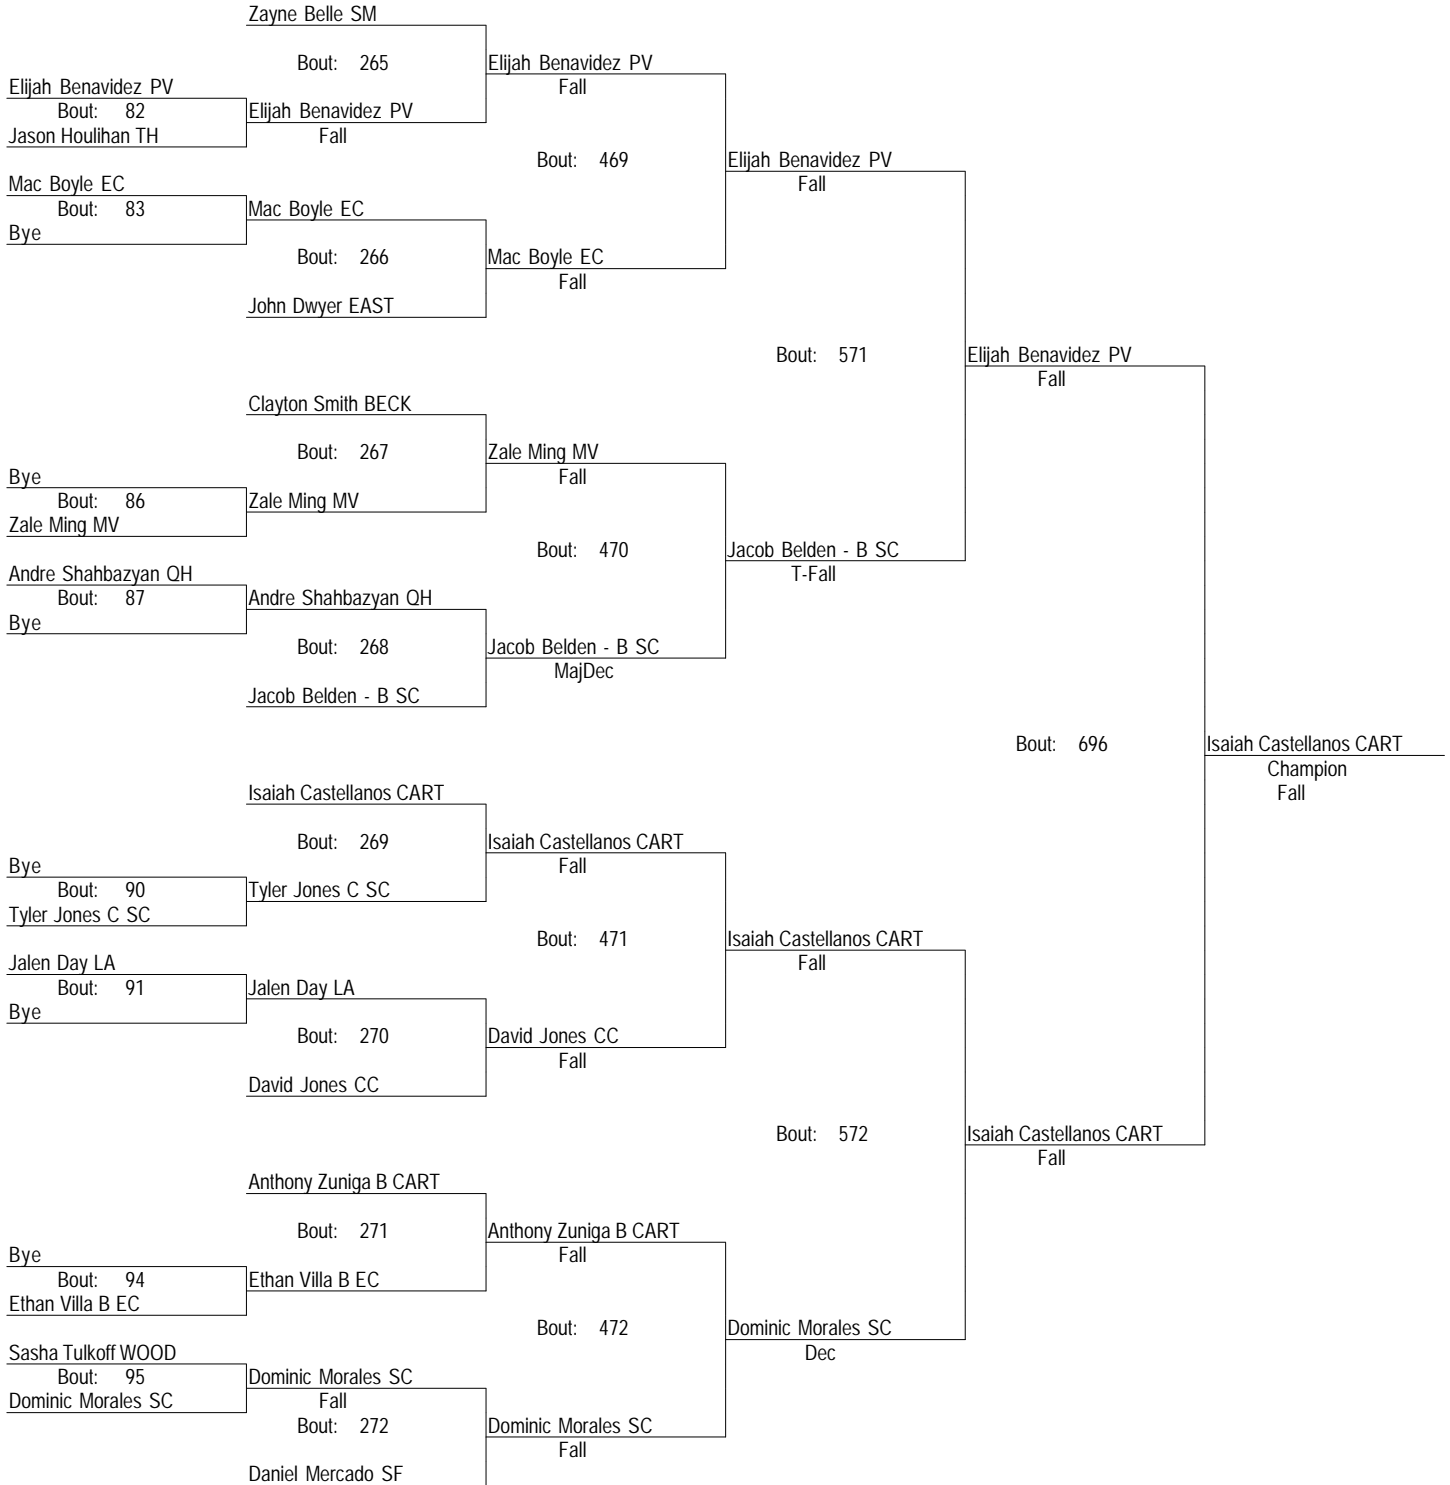 Zayne Belle SM
Bout: 265
Elijah Benavidez PV
Fall
Elijah Benavidez PV
Bout: 82
Elijah Benavidez PV
Jason Houlihan TH
Fall
Bout: 469
Elijah Benavidez PV
Fall
Mac Boyle EC
Bout: 83
Mac Boyle EC
Bye
Bout: 266
Mac Boyle EC
Fall
John Dwyer EAST
Bout: 571
Elijah Benavidez PV
Fall
Clayton Smith BECK
Bout: 267
Zale Ming MV
Fall
Bye
Bout: 86
Zale Ming MV
Zale Ming MV
Bout: 470
Jacob Belden - B SC
T-Fall
Andre Shahbazyan QH
Bout: 87
Andre Shahbazyan QH
Bye
Bout: 268
Jacob Belden - B SC
MajDec
Jacob Belden - B SC
Bout: 696
Isaiah Castellanos CART
Champion
Fall
Isaiah Castellanos CART
Bout: 269
Isaiah Castellanos CART
Fall
Bye
Bout: 90
Tyler Jones C SC
Tyler Jones C SC
Bout: 471
Isaiah Castellanos CART
Fall
Jalen Day LA
Bout: 91
Jalen Day LA
Bye
Bout: 270
David Jones CC
Fall
David Jones CC
Bout: 572
Isaiah Castellanos CART
Fall
Anthony Zuniga B CART
Bout: 271
Anthony Zuniga B CART
Fall
Bye
Bout: 94
Ethan Villa B EC
Ethan Villa B EC
Bout: 472
Dominic Morales SC
Dec
Sasha Tulkoff WOOD
Bout: 95
Dominic Morales SC
Dominic Morales SC
Fall
Bout: 272
Dominic Morales SC
Fall
Daniel Mercado SF